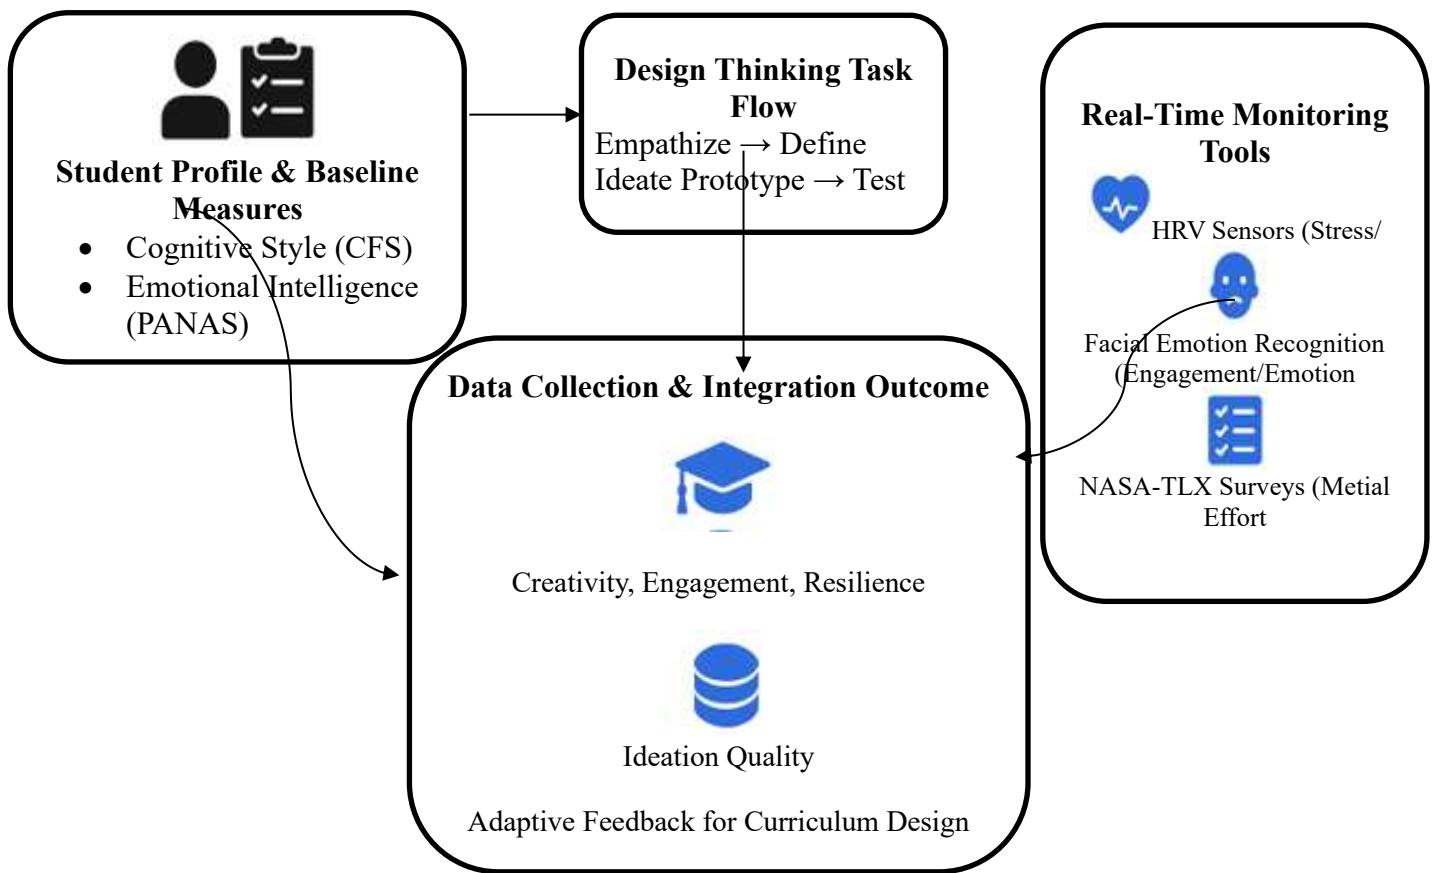 Student Profile & Baseline
Measures
• Cognitive Style (CFS)
• Emotional Intelligence
(PANAS)
Design Thinking Task
Flow
Empathize → Define
Ideate Prototype → Test
Real-Time Monitoring
Tools
HRV Sensors (Stress/
Facial Emotion Recognition
(Engagement/Emotion
NASA-TLX Surveys (Metial
Effort
Data Collection & Integration Outcome
Creativity, Engagement, Resilience
Ideation Quality
Adaptive Feedback for Curriculum Design